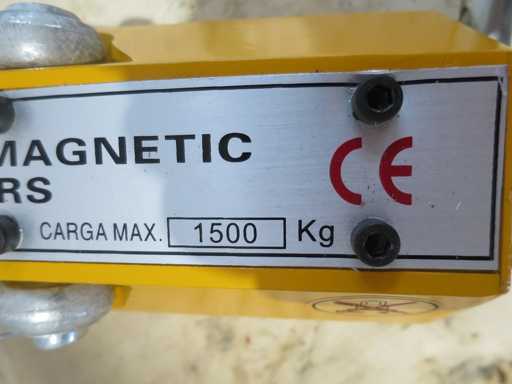 MAGNETIC
RS
CARGA MAX. 1500 Kg
CE